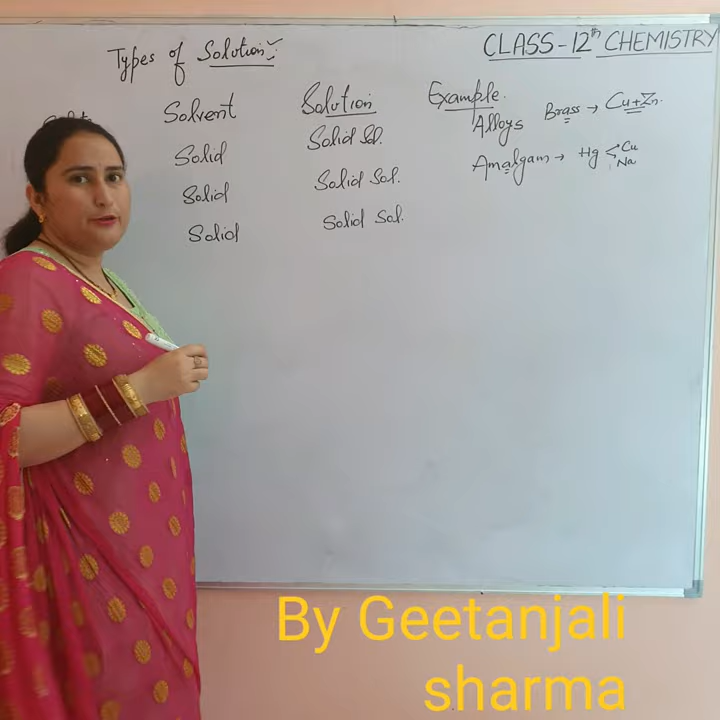 Types of Solution
CLASS-12th CHEMISTRY
Solvent Solution Example.
Solid Solid Sol. Alloys Brass → Cu+Zn.
Solid Solid Sol. Amalgam → Hg < Cu Na
Solid Solid Sol.
By Geetanjali
sharma